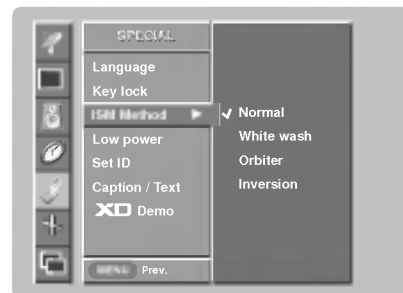 SPECIAL
Language
Key lock
ISM Method
Low power
Set ID
Caption / Text
XD Demo
MENU Prev.
Normal
White wash
Orbiter
Inversion